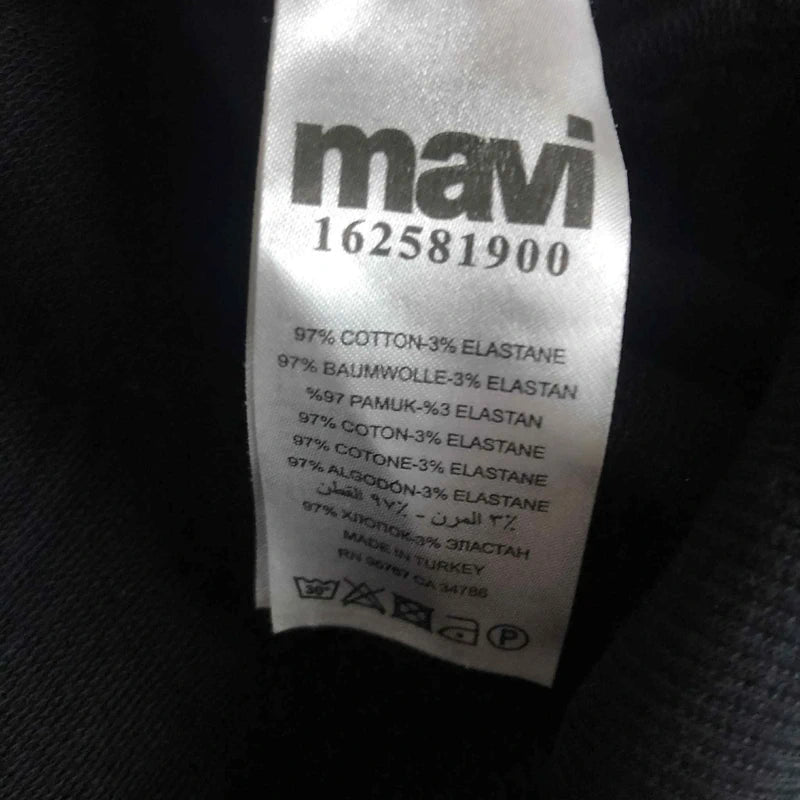 mavi
162581900
97% COTTON-3% ELASTANE
97% BAUMWOLLE-3% ELASTAN
%97 PAMUK-%3 ELASTAN
97% COTON-3% ELASTANE
97% COTONE-3% ELASTANE
97% ALGODÓN-3% ELASTANE
٣٪ المرن - ٩٧٪ القطن
97% ХЛОПОК-3% ЭЛАСТАН
MADE IN TURKEY
RN 96767 CA 34786
30°
P